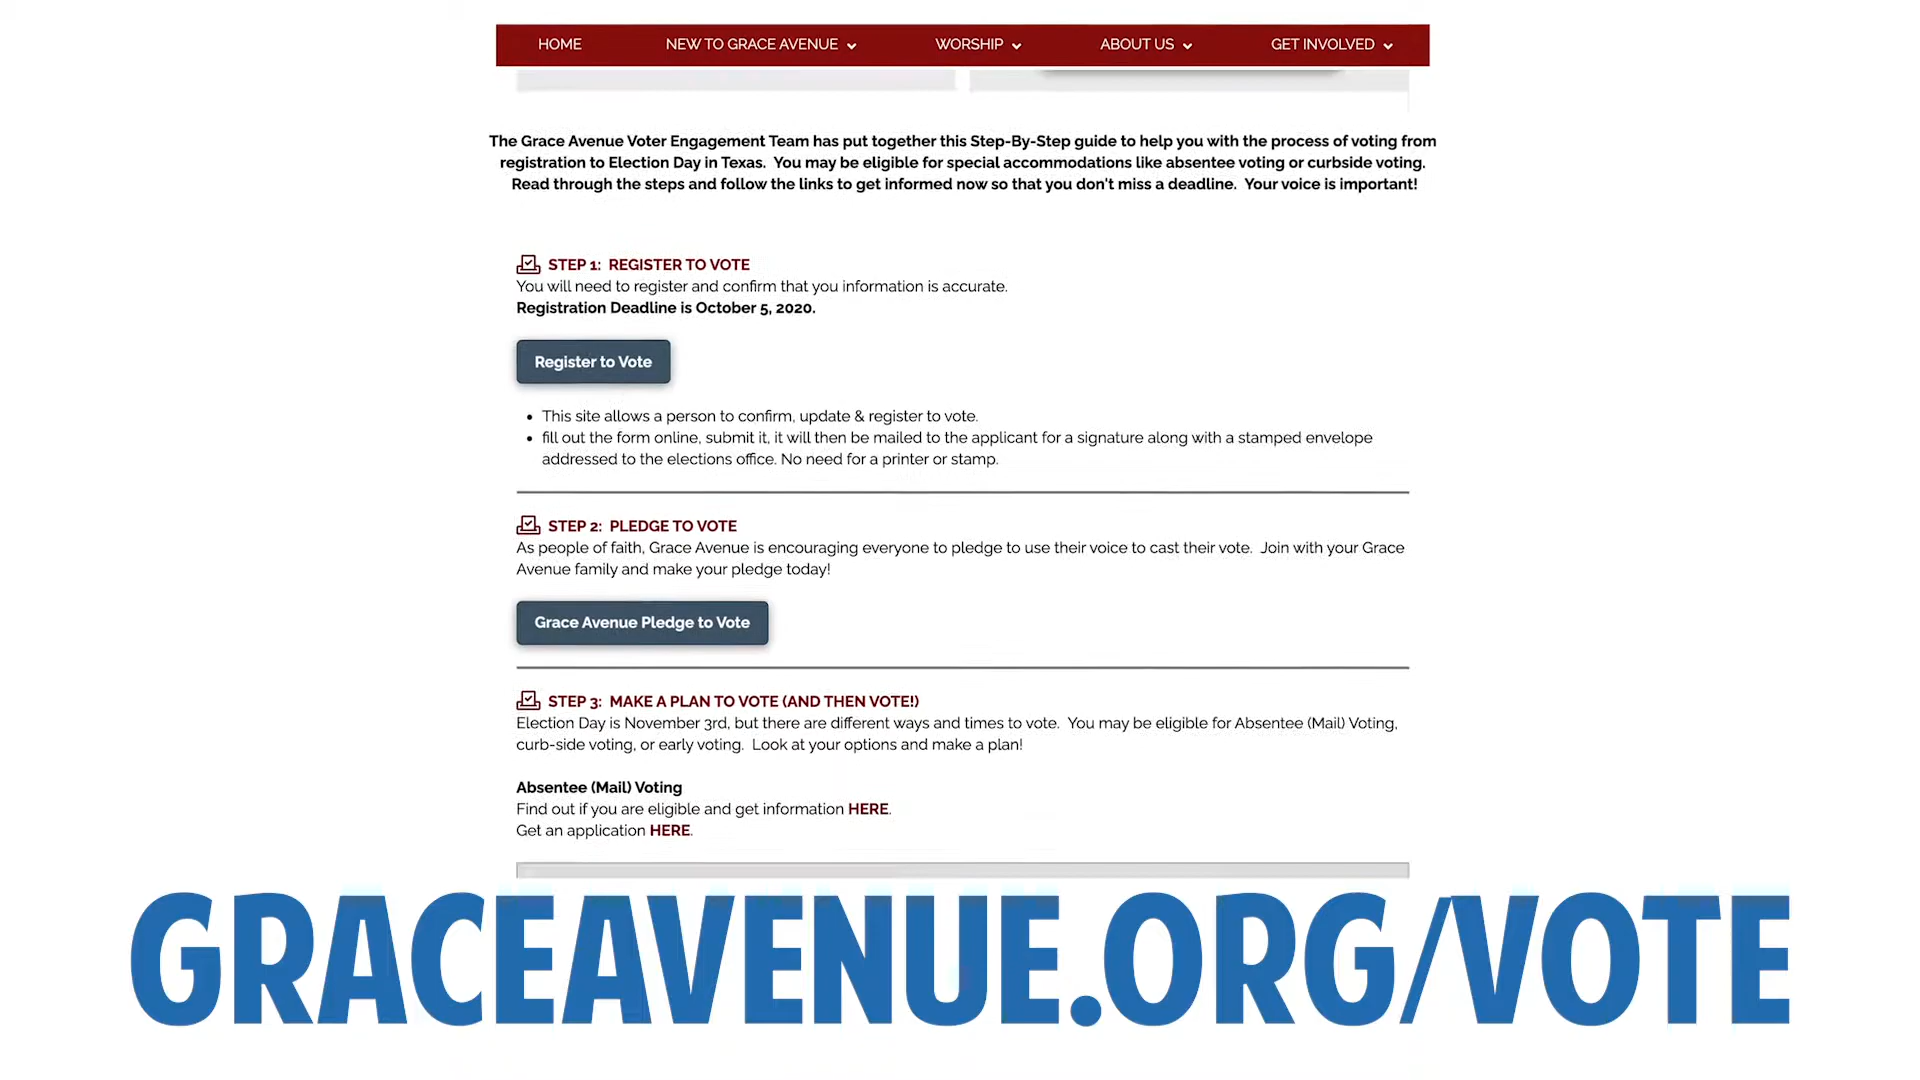 HOME NEW TO GRACE AVENUE WORSHIP ABOUT US GET INVOLVED
The Grace Avenue Voter Engagement Team has put together this Step-By-Step guide to help you with the process of voting from
registration to Election Day in Texas. You may be eligible for special accommodations like absentee voting or curbside voting.
Read through the steps and follow the links to get informed now so that you don't miss a deadline. Your voice is important!
STEP 1: REGISTER TO VOTE
You will need to register and confirm that you information is accurate.
Registration Deadline is October 5, 2020.
Register to Vote
• This site allows a person to confirm, update & register to vote.
• fill out the form online, submit it, it will then be mailed to the applicant for a signature along with a stamped envelope
addressed to the elections office. No need for a printer or stamp.
STEP 2: PLEDGE TO VOTE
As people of faith, Grace Avenue is encouraging everyone to pledge to use their voice to cast their vote. Join with your Grace
Avenue family and make your pledge today!
Grace Avenue Pledge to Vote
STEP 3: MAKE A PLAN TO VOTE (AND THEN VOTE!)
Election Day is November 3rd, but there are different ways and times to vote. You may be eligible for Absentee (Mail) Voting,
curb-side voting, or early voting. Look at your options and make a plan!
Absentee (Mail) Voting
Find out if you are eligible and get information HERE.
Get an application HERE.
GRACEAVENUE.ORG/VOTE